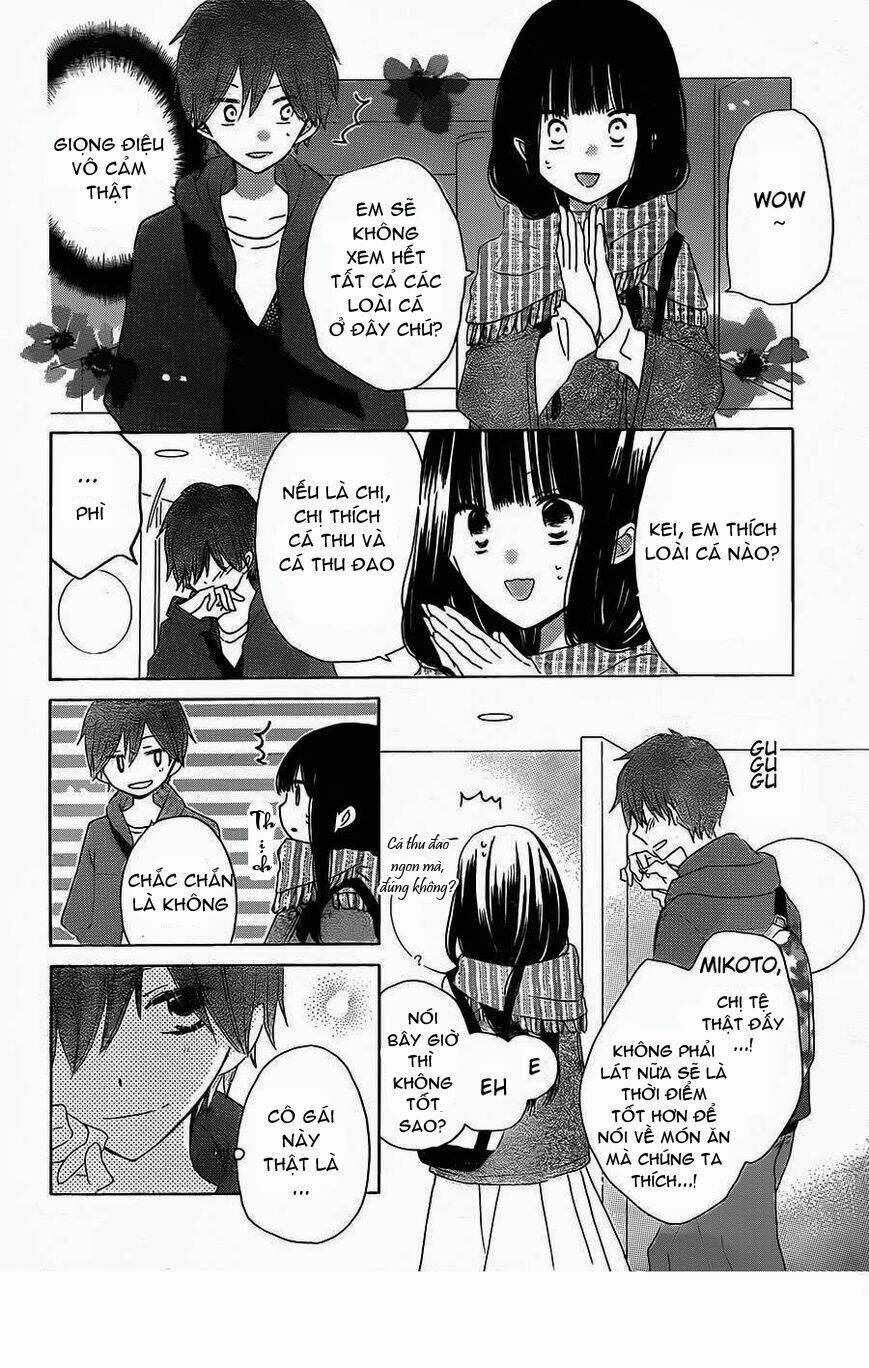 WOW
~
EM SẼ
KHÔNG
XEM HẾT
TẤT CẢ CÁC
LOÀI CÁ
Ở ĐÂY CHỨ?
GIỌNG ĐIỆU
VÔ CẢM
THẬT
KEI, EM THÍCH
LOÀI CÁ NÀO?
NẾU LÀ CHỊ,
CHỊ THÍCH
CÁ THU VÀ
CÁ THU ĐAO
...
PHÌ
GU
GU
GU
MIKOTO,
CHỊ TỆ
THẬT ĐẤY
...!
KHÔNG PHẢI
LÁT NỮA SẼ LÀ
THỜI ĐIỂM
TỐT HƠN ĐỂ
NÓI VỀ MÓN ĂN
MÀ CHÚNG TA
THÍCH...!
Cá thu đao
ngon mà,
đúng không?
?
E
EH
NÓI
BÂY GIỜ
THÌ
KHÔNG
TỐT
SAO?
Thịch
CHẮC CHẮN
LÀ KHÔNG
CÔ GÁI
NÀY
THẬT LÀ
...